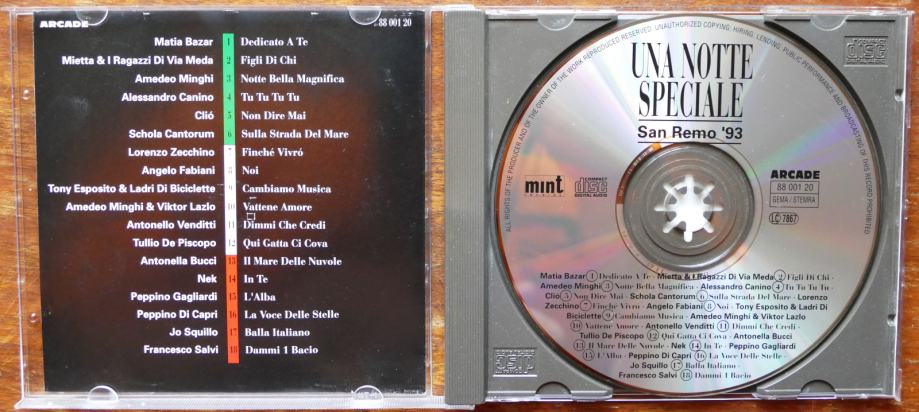 ARCADE 88 001 20
Matia Bazar 1 Dedicato A Te
Mietta & I Ragazzi Di Via Meda 2 Figli Di Chi
Amedeo Minghi 3 Notte Bella Magnifica
Alessandro Canino 4 Tu Tu Tu Tu
Clió 5 Non Dire Mai
Schola Cantorum 6 Sulla Strada Del Mare
Lorenzo Zecchino 7 Finché Vivró
Angelo Fabiani 8 Noi
Tony Esposito & Ladri Di Biciclette 9 Cambiamo Musica
Amedeo Minghi & Viktor Lazlo 10 Vattene Amore
Antonello Venditti 11 Dimmi Che Credi
Tullio De Piscopo 12 Qui Gatta Ci Cova
Antonella Bucci 13 Il Mare Delle Nuvole
Nek 14 In Te
Peppino Gagliardi 15 L'Alba
Peppino Di Capri 16 La Voce Delle Stelle
Jo Squillo 17 Balla Italiano
Francesco Salvi 18 Dammi 1 Bacio
ALL RIGHTS OF THE PRODUCER AND OF THE OWNER OF THE WORK REPRODUCED RESERVED. UNAUTHORIZED COPYING, HIRING, LENDING, PUBLIC PERFORMANCE AND BROADCASTING OF THIS RECORD PROHIBITED
UNA NOTTE
SPECIALE
San Remo '93
mint
COMPACT
disc
DIGITAL AUDIO
ARCADE
88 001 20
GEMA / STEMRA
LC 7867
Matia Bazar 1 Dedicato A Te · Mietta & I Ragazzi Di Via Meda 2 Figli Di Chi ·
Amedeo Minghi 3 Notte Bella Magnifica · Alessandro Canino 4 Tu Tu Tu Tu ·
Clio 5 Non Dire Mai · Schola Cantorum 6 Sulla Strada Del Mare · Lorenzo
Zecchino 7 Finché Vivró · Angelo Fabiani 8 Noi · Tony Esposito & Ladri Di
Biciclette 9 Cambiamo Musica · Amedeo Minghi & Viktor Lazlo
10 Vattene Amore · Antonello Venditti 11 Dimmi Che Credi ·
Tullio De Piscopo 12 Qui Gatta Ci Cova · Antonella Bucci
13 Il Mare Delle Nuvole · Nek 14 In Te · Peppino Gagliardi
15 L'Alba · Peppino Di Capri 16 La Voce Delle Stelle ·
Jo Squillo 17 Balla Italiano ·
Francesco Salvi 18 Dammi 1 Bacio